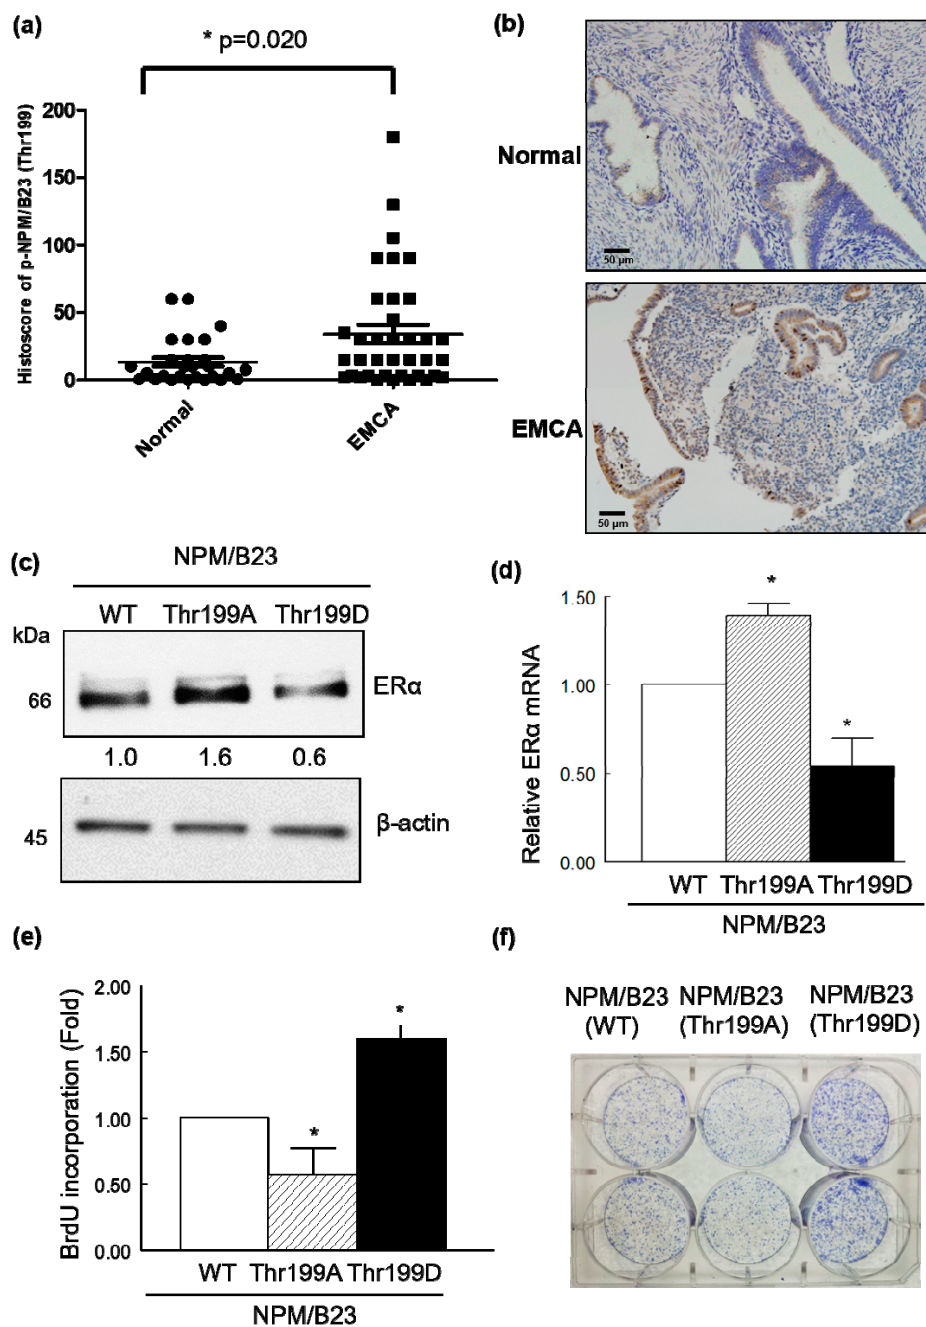 (a)
* p=0.020
Histoscore of p-NPM/B23 (Thr199)
200
150
100
50
0
Normal
EMCA
(b)
Normal
50 µm
EMCA
50 µm
(c)
NPM/B23
WT Thr199A Thr199D
kDa
66
ERα
1.0 1.6 0.6
45
β-actin
(d)
Relative ERα mRNA
1.50
1.00
0.50
0.00
*
*
WT Thr199A Thr199D
NPM/B23
(e)
BrdU incorporation (Fold)
2.00
1.50
1.00
0.50
0.00
*
*
WT Thr199A Thr199D
NPM/B23
(f)
NPM/B23 NPM/B23 NPM/B23
(WT) (Thr199A) (Thr199D)